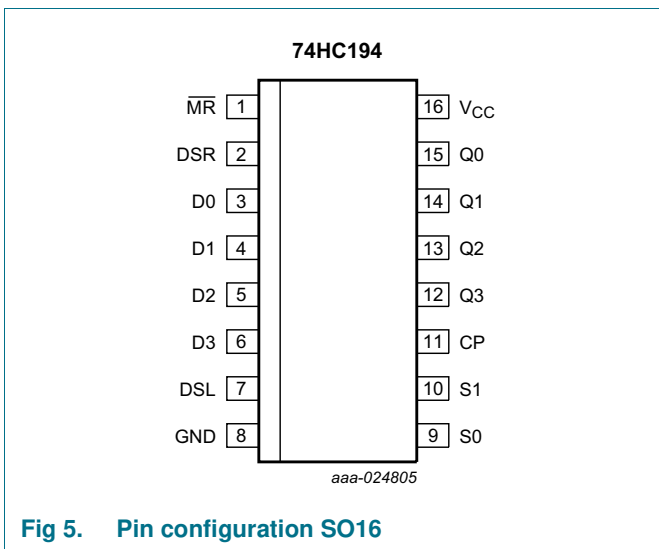 74HC194
M̅R̅ 1 16 VCC
DSR 2 15 Q0
D0 3 14 Q1
D1 4 13 Q2
D2 5 12 Q3
D3 6 11 CP
DSL 7 10 S1
GND 8 9 S0
aaa-024805
Fig 5. Pin configuration SO16